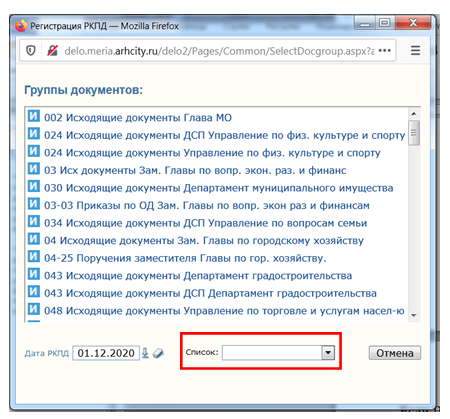 Регистрация РКПД — Mozilla Firefox
delo.meria.arhcity.ru/delo2/Pages/Common/SelectDocgroup.aspx?a •••
Группы документов:
И 002 Исходящие документы Глава МО
И 024 Исходящие документы ДСП Управление по физ. культуре и спорту
И 024 Исходящие документы Управление по физ. культуре и спорту
И 03 Исх документы Зам. Главы по вопр. экон. раз. и финанс
И 030 Исходящие документы Департамент муниципального имущества
И 03-03 Приказы по ОД Зам. Главы по вопр. экон раз и финансам
И 034 Исходящие документы ДСП Управление по вопросам семьи
И 04 Исходящие документы Зам. Главы по городскому хозяйству
И 04-25 Поручения заместителя Главы по гор. хозяйству.
И 043 Исходящие документы Департамент градостроительства
И 043 Исходящие документы ДСП Департамент градостроительства
И 048 Исходящие документы Управление по торговле и услугам насел-ю
Дата РКПД 01.12.2020 Список: Отмена